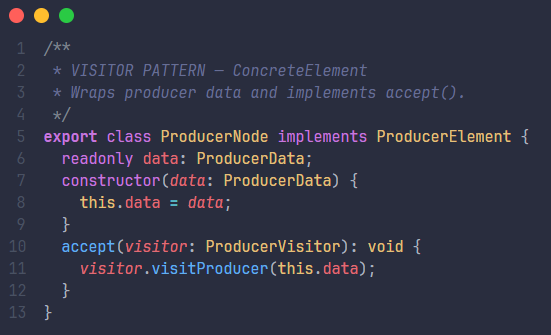 1 /**
2  * VISITOR PATTERN — ConcreteElement
3  * Wraps producer data and implements accept().
4  */
5 export class ProducerNode implements ProducerElement {
6   readonly data: ProducerData;
7   constructor(data: ProducerData) {
8     this.data = data;
9   }
10   accept(visitor: ProducerVisitor): void {
11     visitor.visitProducer(this.data);
12   }
13 }